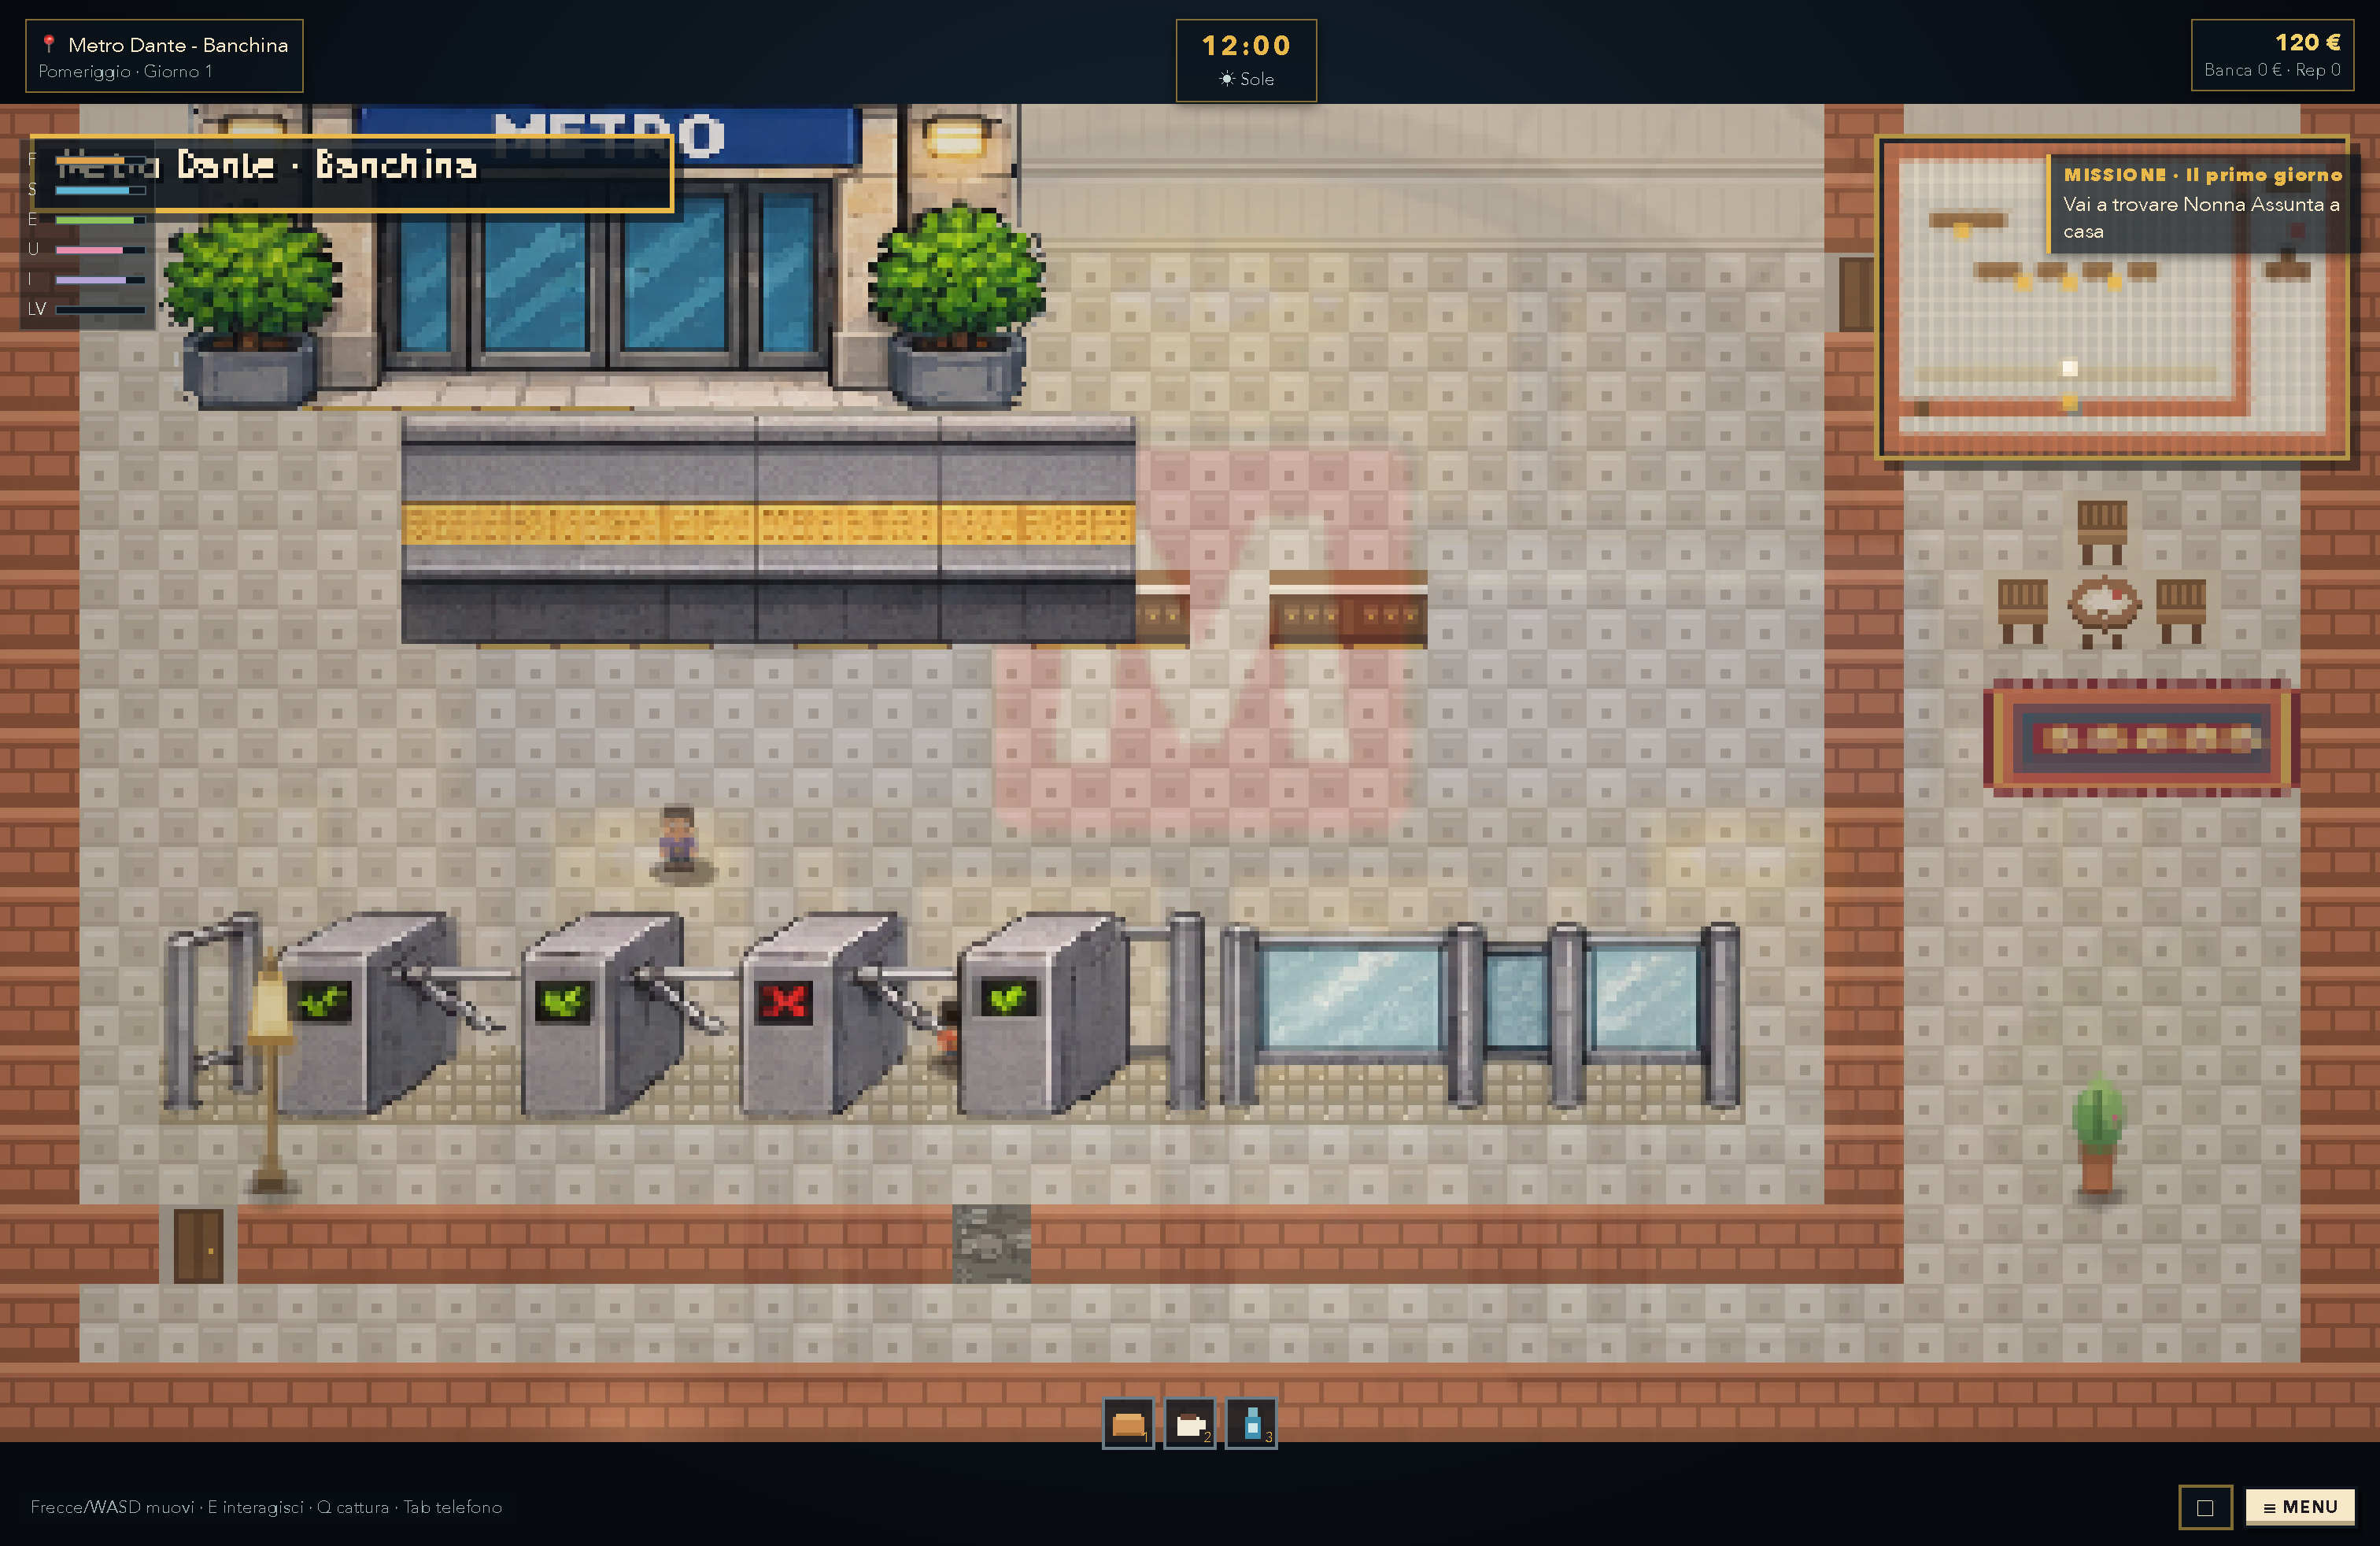 📍 Metro Dante - Banchina
Pomeriggio · Giorno 1
12:00
☀ Sole
120 €
Banca 0 € · Rep 0
METRO
Metro Dante · Banchina
F
S
E
U
I
LV
MISSIONE · Il primo giorno
Vai a trovare Nonna Assunta a
casa
M
1
2
3
Frecce/WASD muovi · E interagisci · Q cattura · Tab telefono
≡ MENU